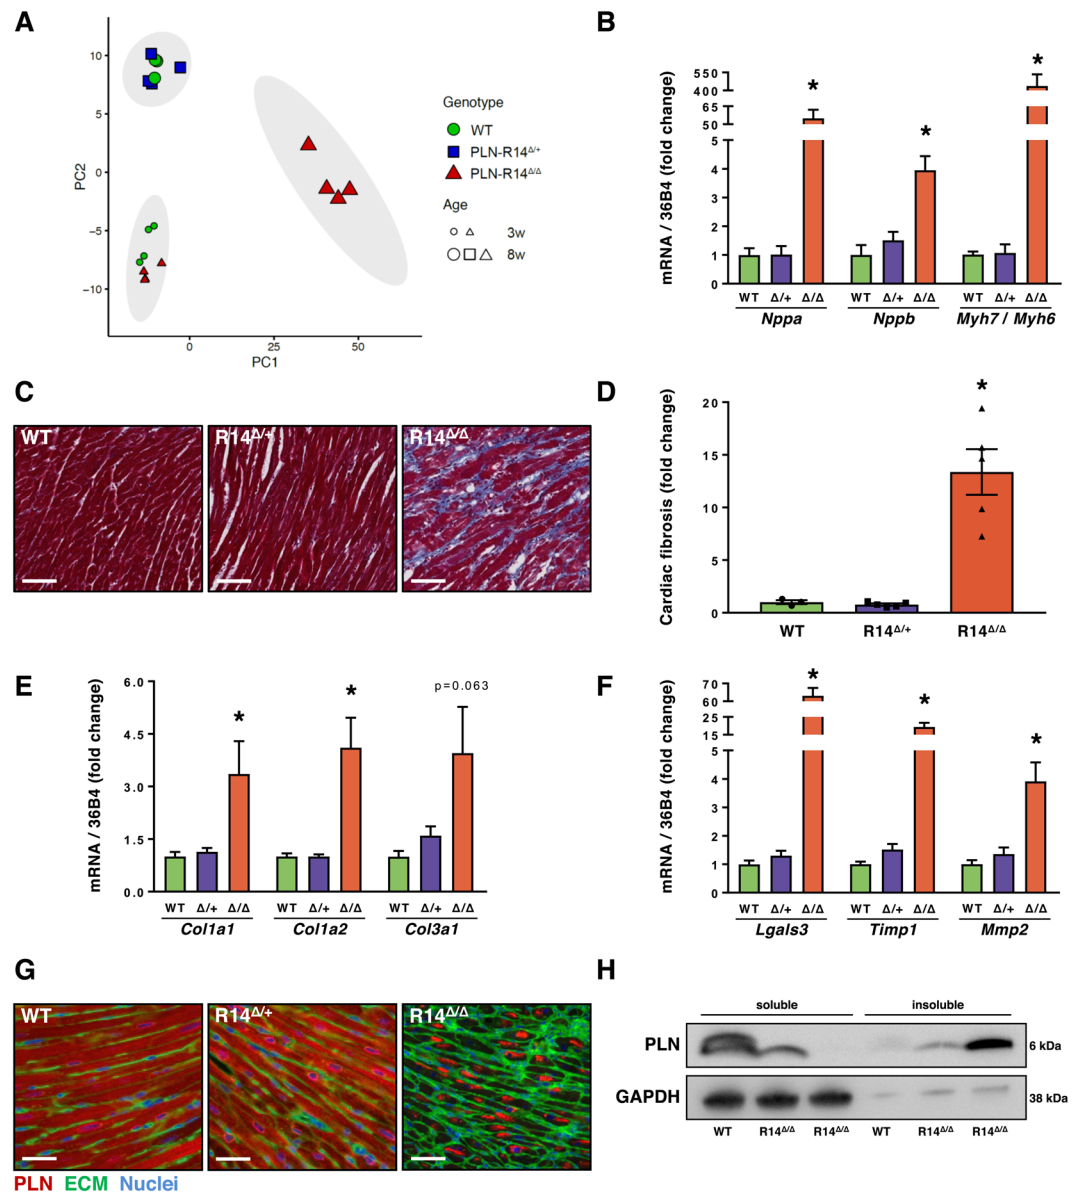 A
10
5
0
−5
−10
PC2
0
25
50
PC1
Genotype
WT
PLN-R14Δ/+
PLN-R14Δ/Δ
Age
3w
8w
B
mRNA / 36B4 (fold change)
550
400
65
50
5
4
3
2
1
0
*
*
*
WT Δ/+ Δ/Δ WT Δ/+ Δ/Δ WT Δ/+ Δ/Δ
Nppa Nppb Myh7 / Myh6
C
WT
R14Δ/+
R14Δ/Δ
D
Cardiac fibrosis (fold change)
20
15
10
5
0
*
WT R14Δ/+ R14Δ/Δ
E
mRNA / 36B4 (fold change)
6.0
4.5
3.0
1.5
0.0
*
*
p=0.063
WT Δ/+ Δ/Δ WT Δ/+ Δ/Δ WT Δ/+ Δ/Δ
Col1a1 Col1a2 Col3a1
F
mRNA / 36B4 (fold change)
70
60
25
15
5
4
3
2
1
0
*
*
*
WT Δ/+ Δ/Δ WT Δ/+ Δ/Δ WT Δ/+ Δ/Δ
Lgals3 Timp1 Mmp2
G
WT
R14Δ/+
R14Δ/Δ
PLN ECM Nuclei
H
soluble insoluble
PLN 6 kDa
GAPDH 38 kDa
WT R14Δ/Δ R14Δ/Δ WT R14Δ/Δ R14Δ/Δ